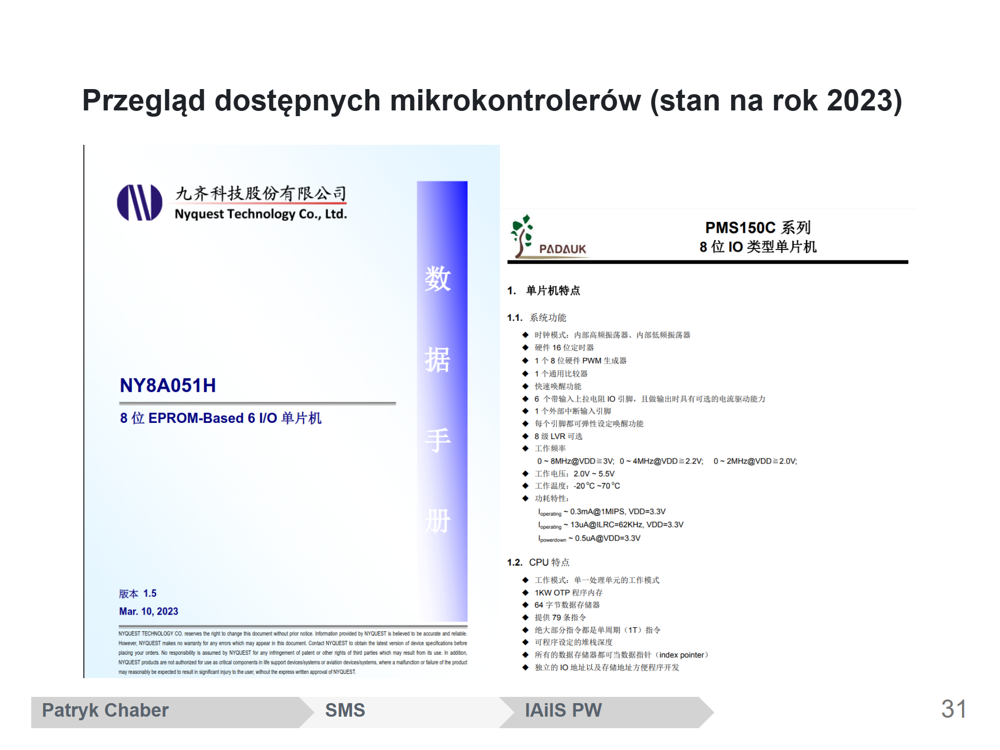 Przegląd dostępnych mikrokontrolerów (stan na rok 2023)
九齐科技股份有限公司
Nyquest Technology Co., Ltd.
数
据
手
册
NY8A051H
8 位 EPROM-Based 6 I/O 单片机
版本 1.5
Mar. 10, 2023
NYQUEST TECHNOLOGY CO. reserves the right to change this document without prior notice. Information provided by NYQUEST is believed to be accurate and reliable.
However, NYQUEST makes no warranty for any errors which may appear in this document. Contact NYQUEST to obtain the latest version of device specifications before
placing your orders. No responsibility is assumed by NYQUEST for any infringement of patent or other rights of third parties which may result from its use. In addition,
NYQUEST products are not authorized for use as critical components in life support devices/systems or aviation devices/systems, where a malfunction or failure of the product
may reasonably be expected to result in significant injury to the user, without the express written approval of NYQUEST.
PADAUK
PMS150C 系列
8 位 IO 类型单片机
1. 单片机特点
1.1. 系统功能
◆ 时钟模式：内部高频振荡器、内部低频振荡器
◆ 硬件 16 位定时器
◆ 1 个 8 位硬件 PWM 生成器
◆ 1 个通用比较器
◆ 快速唤醒功能
◆ 6 个带输入上拉电阻 IO 引脚，且做输出时具有可选的电流驱动能力
◆ 1 个外部中断输入引脚
◆ 每个引脚都可弹性设定唤醒功能
◆ 8 级 LVR 可选
◆ 工作频率
0 ~ 8MHz@VDD≧3V; 0 ~ 4MHz@VDD≧2.2V; 0 ~ 2MHz@VDD≧2.0V;
◆ 工作电压：2.0V ~ 5.5V
◆ 工作温度：-20 °C ~70 °C
◆ 功耗特性：
Ioperating ~ 0.3mA@1MIPS, VDD=3.3V
Ioperating ~ 13uA@ILRC=62KHz, VDD=3.3V
Ipowerdown ~ 0.5uA@VDD=3.3V
1.2. CPU 特点
◆ 工作模式：单一处理单元的工作模式
◆ 1KW OTP 程序内存
◆ 64 字节数据存储器
◆ 提供 79 条指令
◆ 绝大部分指令都是单周期（1T）指令
◆ 可程序设定的堆栈深度
◆ 所有的数据存储器都可当数据指针（index pointer）
◆ 独立的 IO 地址以及存储地址方便程序开发
Patryk Chaber
SMS
IAiIS PW
31